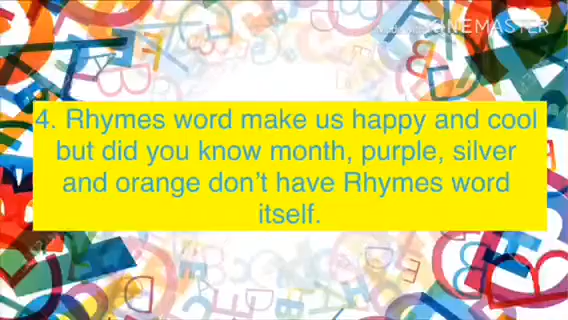 KINEMASTER
4. Rhymes word make us happy and cool
but did you know month, purple, silver
and orange don't have Rhymes word
itself.